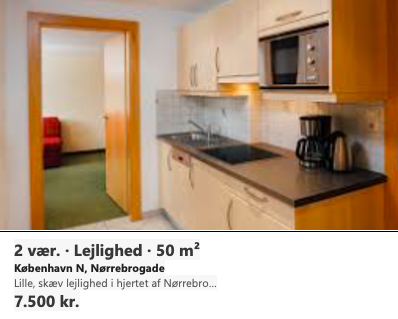 2 vær. · Lejlighed · 50 m²
København N, Nørrebrogade
Lille, skæv lejlighed i hjertet af Nørrebro...
7.500 kr.